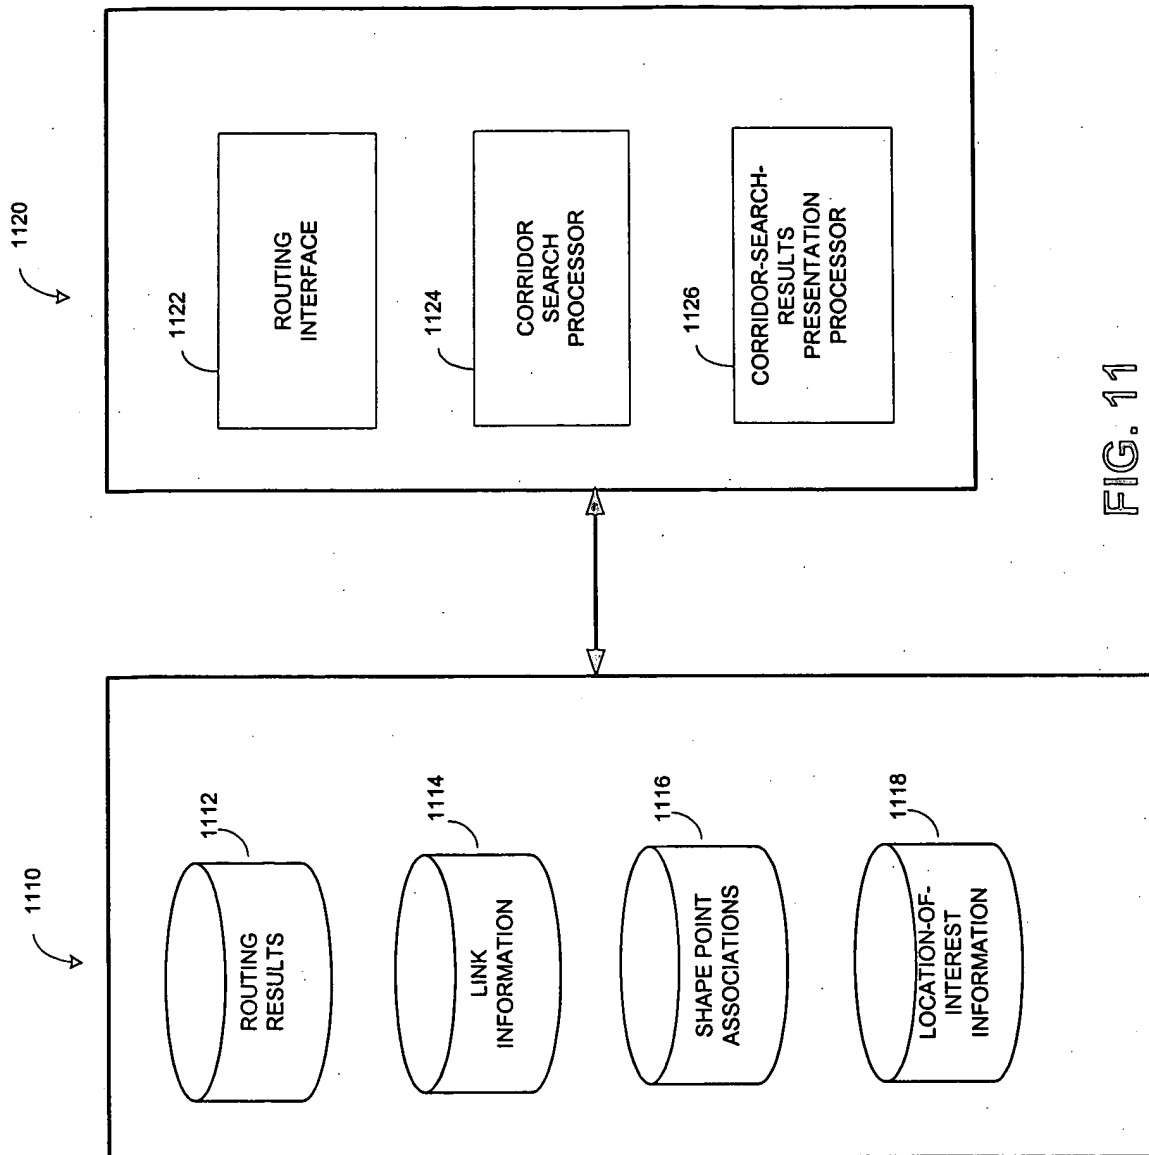 1110
1112
ROUTING
RESULTS
1114
LINK
INFORMATION
1116
SHAPE POINT
ASSOCIATIONS
1118
LOCATION-OF-
INTEREST
INFORMATION
1120
1122
ROUTING
INTERFACE
1124
CORRIDOR
SEARCH
PROCESSOR
1126
CORRIDOR-SEARCH-
RESULTS
PRESENTATION
PROCESSOR
FIG. 11